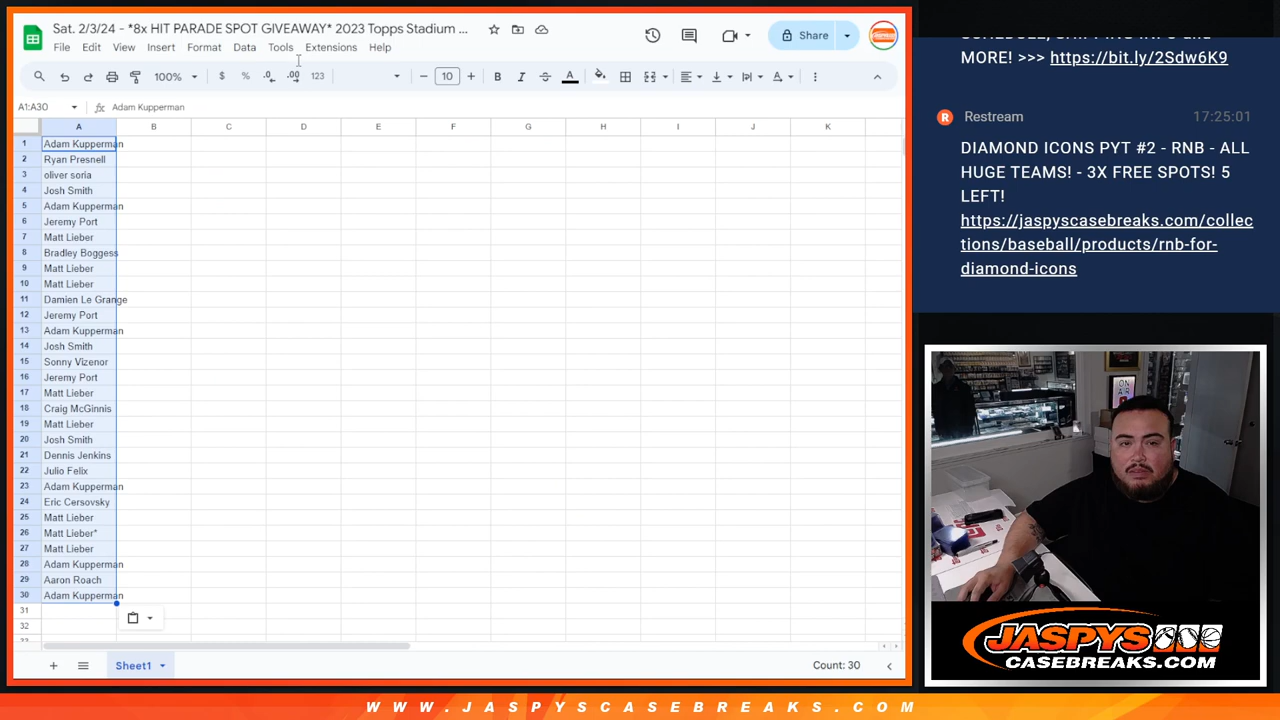 Sat. 2/3/24 - *8x HIT PARADE SPOT GIVEAWAY* 2023 Topps Stadium ...
File Edit View Insert Format Data Tools Extensions Help
Share
100% $ % .0 .00 123 10 B I S A
A1:A30 fx Adam Kupperman
A B C D E F G H I J K
1 Adam Kupperman
2 Ryan Presnell
3 oliver soria
4 Josh Smith
5 Adam Kupperman
6 Jeremy Port
7 Matt Lieber
8 Bradley Boggess
9 Matt Lieber
10 Matt Lieber
11 Damien Le Grange
12 Jeremy Port
13 Adam Kupperman
14 Josh Smith
15 Sonny Vizenor
16 Jeremy Port
17 Matt Lieber
18 Craig McGinnis
19 Matt Lieber
20 Josh Smith
21 Dennis Jenkins
22 Julio Felix
23 Adam Kupperman
24 Eric Cersovsky
25 Matt Lieber
26 Matt Lieber*
27 Matt Lieber
28 Adam Kupperman
29 Aaron Roach
30 Adam Kupperman
31
32
Sheet1
Count: 30
MORE! >>> https://bit.ly/2Sdw6K9
R Restream 17:25:01
DIAMOND ICONS PYT #2 - RNB - ALL
HUGE TEAMS! - 3X FREE SPOTS! 5
LEFT!
https://jaspyscasebreaks.com/collec
tions/baseball/products/rnb-for-
diamond-icons
ON
AIR
JASPYS
CASEBREAKS.COM
WWW.JASPYSCASEBREAKS.COM